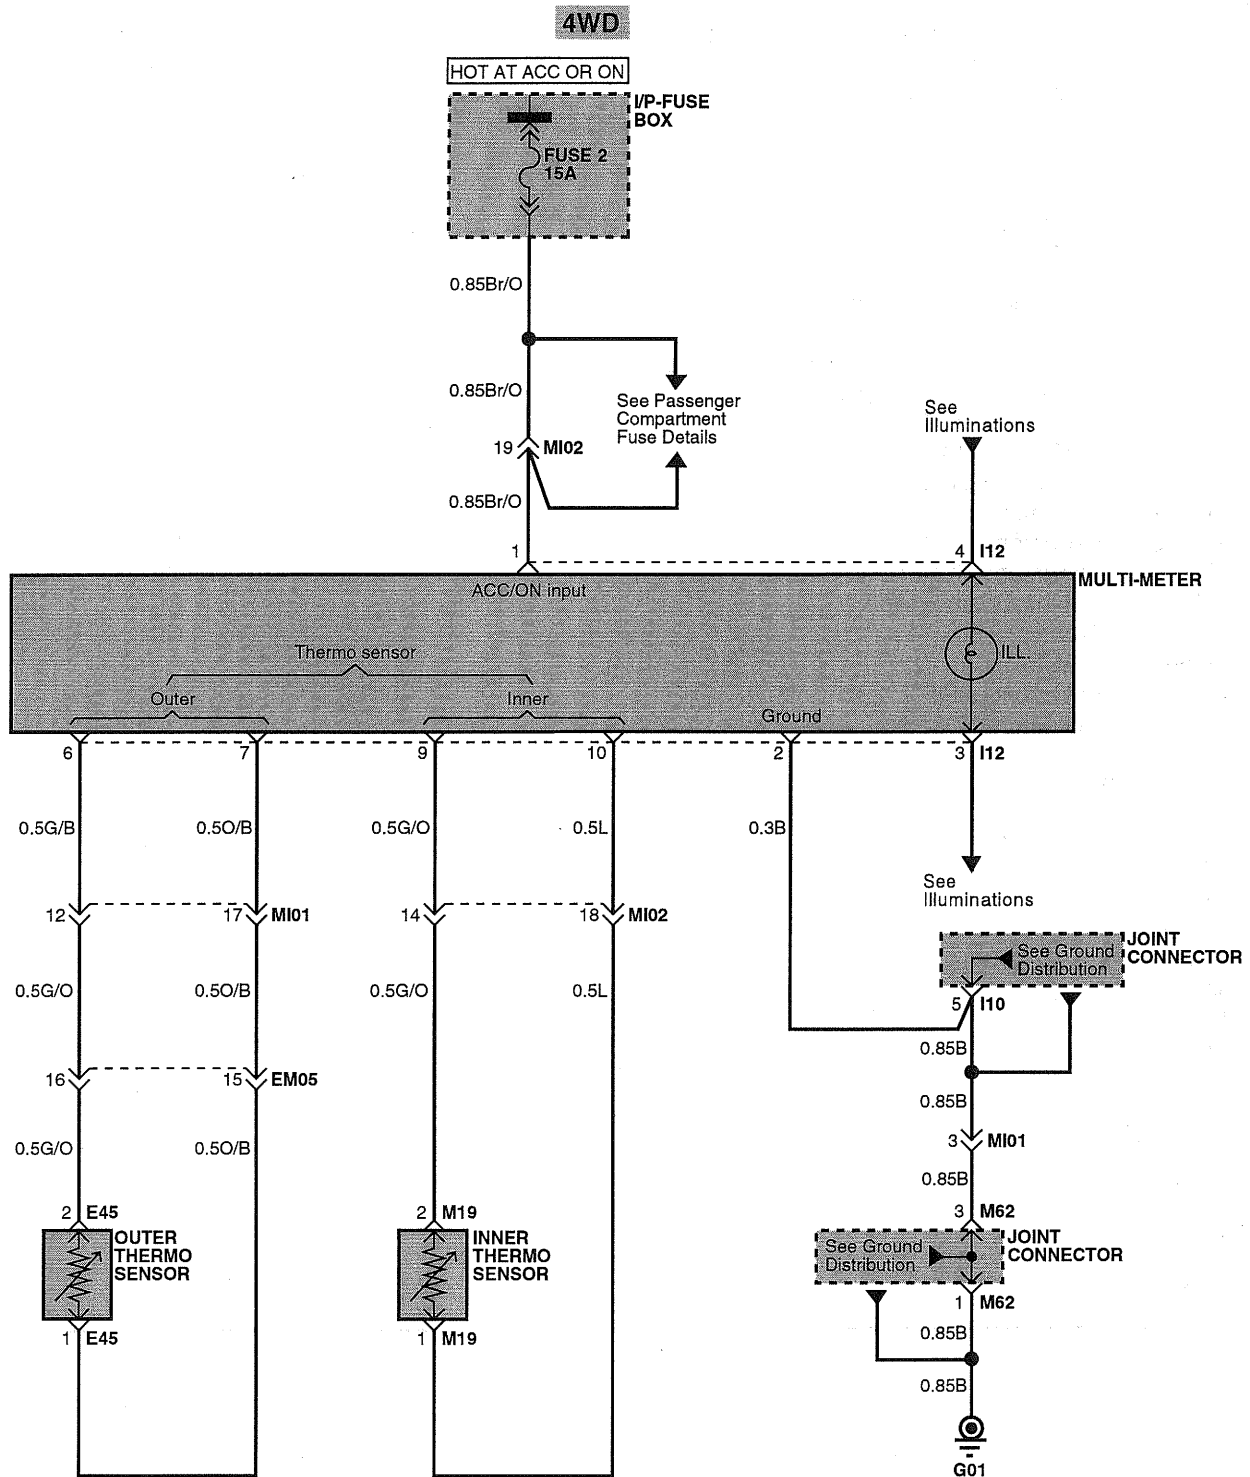 4WD
HOT AT ACC OR ON
I/P-FUSE
BOX
FUSE 2
15A
0.85Br/O
0.85Br/O
See Passenger
Compartment
Fuse Details
See
Illuminations
19 MI02
0.85Br/O
1
4 I12
MULTI-METER
ACC/ON input
Thermo sensor
ILL.
Outer
Inner
Ground
6
7
9
10
2
3 I12
0.5G/B
0.5O/B
0.5G/O
0.5L
0.3B
See
Illuminations
12
17 MI01
14
18 MI02
JOINT
CONNECTOR
See Ground
Distribution
0.5G/O
0.5O/B
0.5G/O
0.5L
5 I10
0.85B
16
15 EM05
0.85B
0.5G/O
0.5O/B
3 MI01
0.85B
2 E45
2 M19
3 M62
OUTER
THERMO
SENSOR
INNER
THERMO
SENSOR
See Ground
Distribution
JOINT
CONNECTOR
1 E45
1 M19
1 M62
0.85B
0.85B
G01